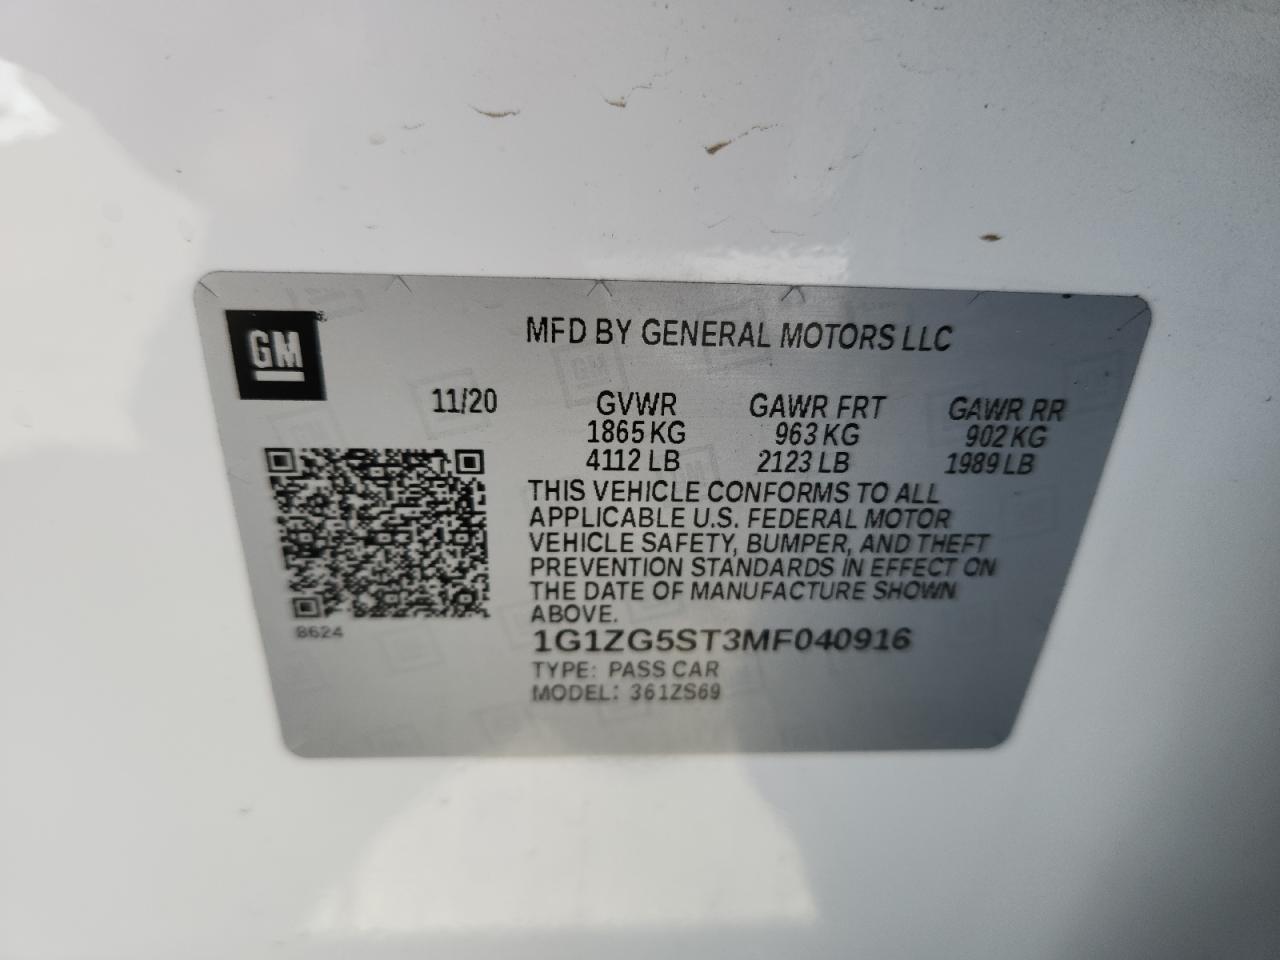 GM
MFD BY GENERAL MOTORS LLC
11/20 GVWR GAWR FRT GAWR RR
1865 KG 963 KG 902 KG
4112 LB 2123 LB 1989 LB
THIS VEHICLE CONFORMS TO ALL
APPLICABLE U.S. FEDERAL MOTOR
VEHICLE SAFETY, BUMPER, AND THEFT
PREVENTION STANDARDS IN EFFECT ON
THE DATE OF MANUFACTURE SHOWN
ABOVE.
8624
1G1ZG5ST3MF040916
TYPE: PASS CAR
MODEL: 361ZS69